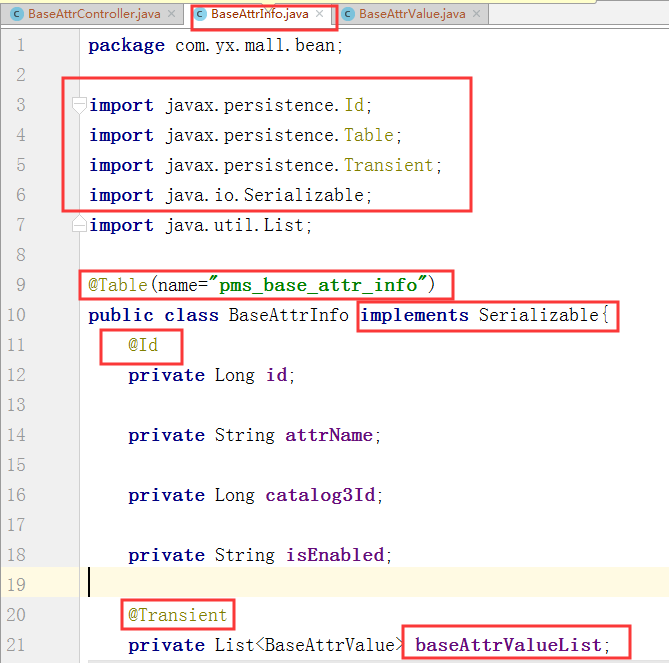 BaseAttrController.java × BaseAttrInfo.java × BaseAttrValue.java ×
1 package com.yx.mall.bean;
2
3 import javax.persistence.Id;
4 import javax.persistence.Table;
5 import javax.persistence.Transient;
6 import java.io.Serializable;
7 import java.util.List;
8
9 @Table(name="pms_base_attr_info")
10 public class BaseAttrInfo implements Serializable{
11 @Id
12 private Long id;
13
14 private String attrName;
15
16 private Long catalog3Id;
17
18 private String isEnabled;
19
20 @Transient
21 private List<BaseAttrValue> baseAttrValueList;